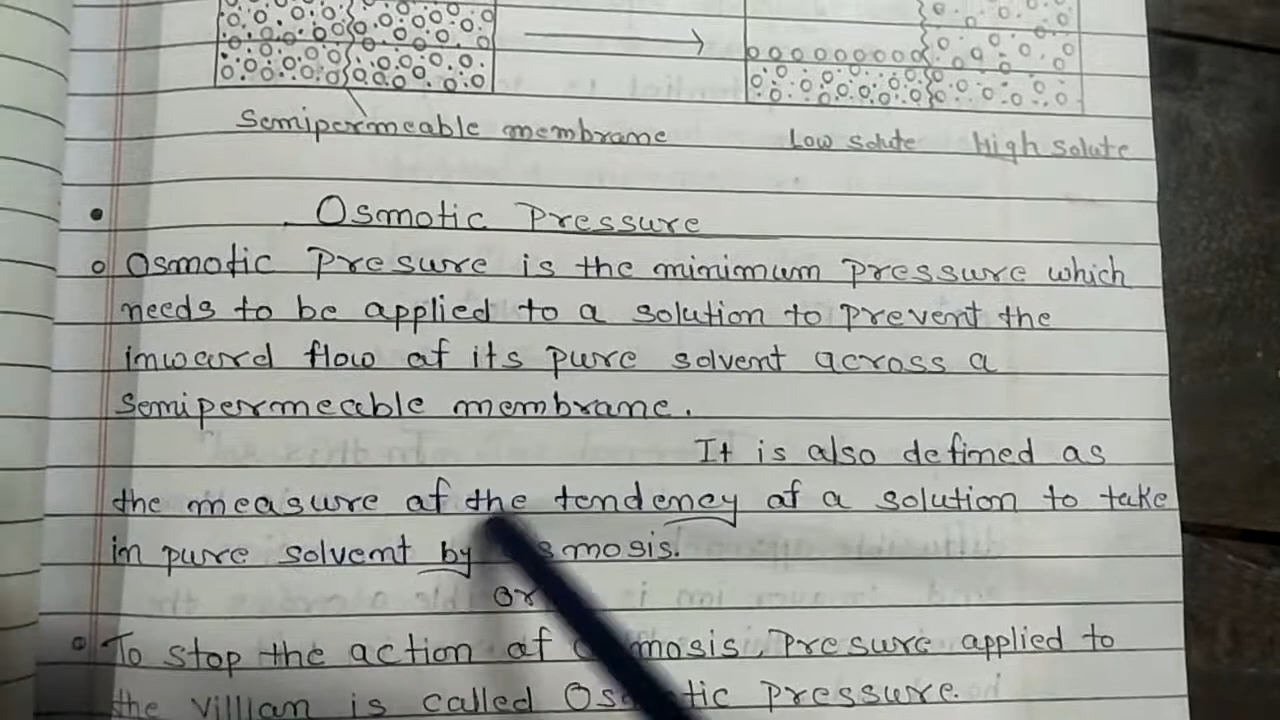 Semipermeable membrane
Low solute High solute
Osmotic Pressure
Osmotic Presure is the minimum pressure which
needs to be applied to a solution to prevent the
inward flow of its pure solvent across a
semipermeable membrane.
It is also defined as
the measure of the tendency of a solution to take
in pure solvent by osmosis.
or
To stop the action of osmosis, Presure applied to
the villian is called Osmotic Pressure.